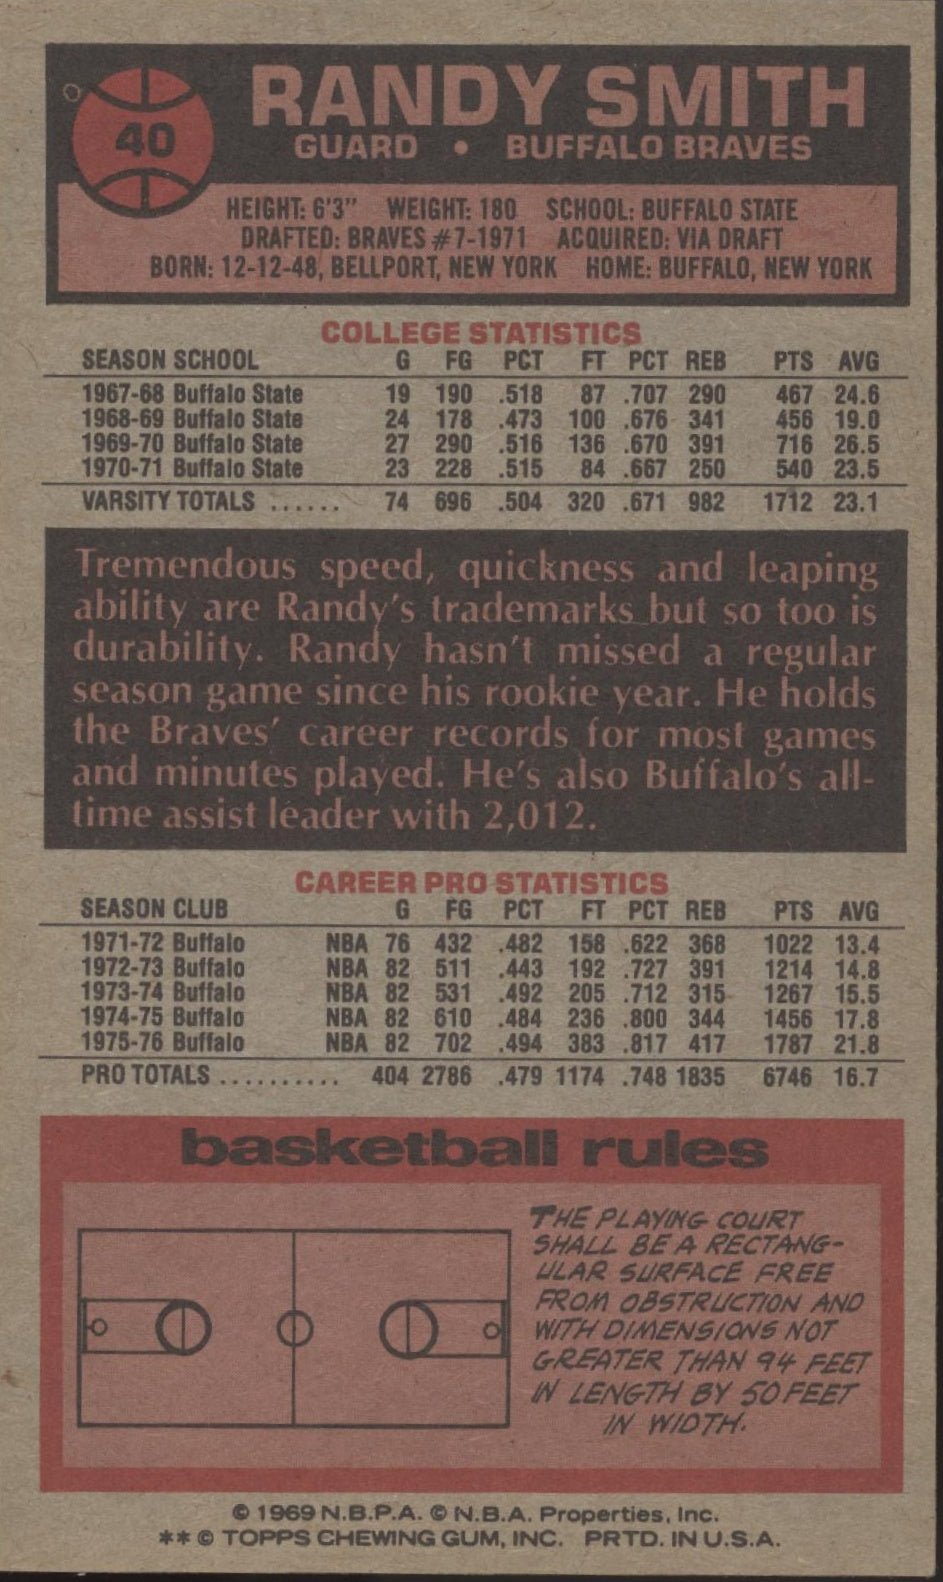 40
RANDY SMITH
GUARD • BUFFALO BRAVES
HEIGHT: 6'3" WEIGHT: 180 SCHOOL: BUFFALO STATE
DRAFTED: BRAVES #7-1971 ACQUIRED: VIA DRAFT
BORN: 12-12-48, BELLPORT, NEW YORK HOME: BUFFALO, NEW YORK
COLLEGE STATISTICS
SEASON SCHOOL G FG PCT FT PCT REB PTS AVG
1967-68 Buffalo State 19 190 .518 87 .707 290 467 24.6
1968-69 Buffalo State 24 178 .473 100 .676 341 456 19.0
1969-70 Buffalo State 27 290 .516 136 .670 391 716 26.5
1970-71 Buffalo State 23 228 .515 84 .667 250 540 23.5
VARSITY TOTALS ...... 74 696 .504 320 .671 982 1712 23.1
Tremendous speed, quickness and leaping
ability are Randy's trademarks but so too is
durability. Randy hasn't missed a regular
season game since his rookie year. He holds
the Braves' career records for most games
and minutes played. He's also Buffalo's all-
time assist leader with 2,012.
CAREER PRO STATISTICS
SEASON CLUB G FG PCT FT PCT REB PTS AVG
1971-72 Buffalo NBA 76 432 .482 158 .622 368 1022 13.4
1972-73 Buffalo NBA 82 511 .443 192 .727 391 1214 14.8
1973-74 Buffalo NBA 82 531 .492 205 .712 315 1267 15.5
1974-75 Buffalo NBA 82 610 .484 236 .800 344 1456 17.8
1975-76 Buffalo NBA 82 702 .494 383 .817 417 1787 21.8
PRO TOTALS .......... 404 2786 .479 1174 .748 1835 6746 16.7
basketball rules
THE PLAYING COURT
SHALL BE A RECTANG-
ULAR SURFACE FREE
FROM OBSTRUCTION AND
WITH DIMENSIONS NOT
GREATER THAN 94 FEET
IN LENGTH BY 50 FEET
IN WIDTH.
© 1969 N.B.P.A. © N.B.A. Properties, Inc.
**© TOPPS CHEWING GUM, INC. PRTD. IN U.S.A.